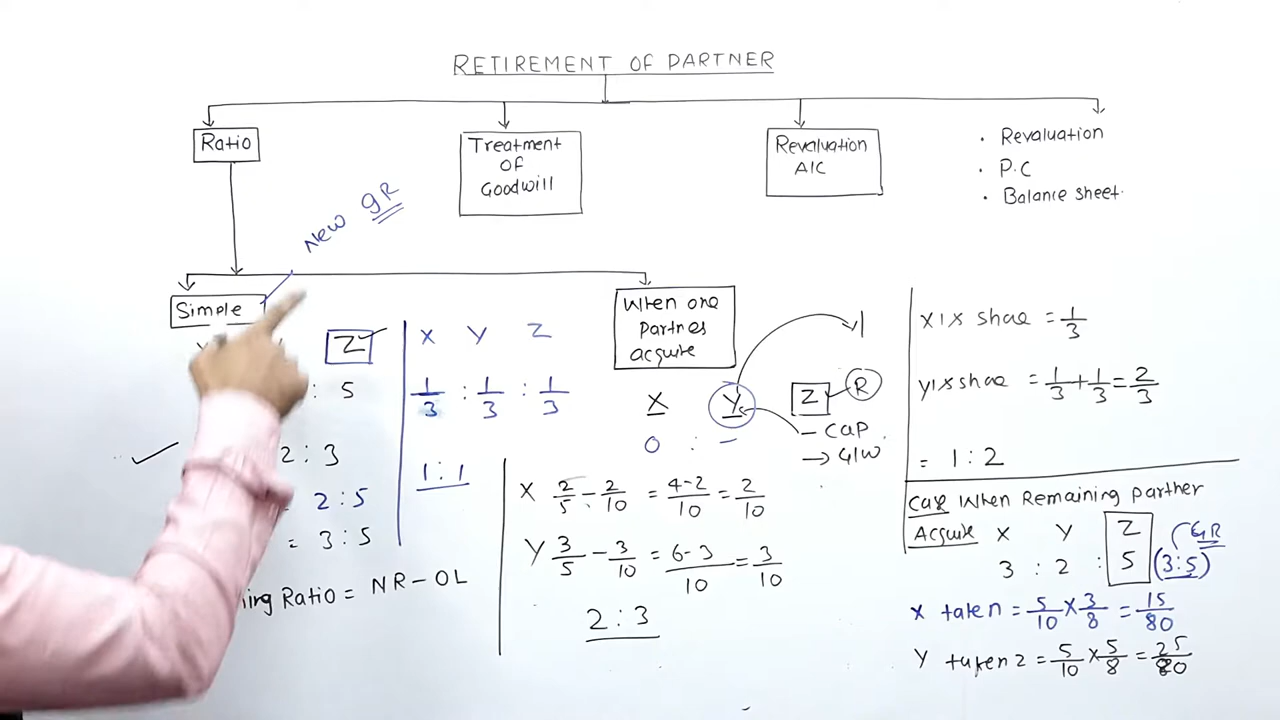 RETIREMENT OF PARTNER
Ratio
Treatment
OF
Goodwill
Revaluation
A/C
· Revaluation
· P.C
· Balance sheet
New gR
Simple
Z
: 5
2 : 3
= 2 : 5
= 3 : 5
ning Ratio = NR - OL
X Y Z
1/3 : 1/3 : 1/3
1 : 1
When one
partnes
acquire
X Y Z R
0 : -
- Cap
→ G/W
X 2/5 - 2/10 = 4-2/10 = 2/10
Y 3/5 - 3/10 = 6-3/10 = 3/10
2 : 3
X's share = 1/3
Y's share = 1/3 + 1/3 = 2/3
= 1 : 2
Case When Remaining parther
Acquire X Y Z
3 : 2 : 5 (3:5) GR
X taken = 5/10 X 3/8 = 15/80
Y taken 2 = 5/10 X 5/8 = 25/80